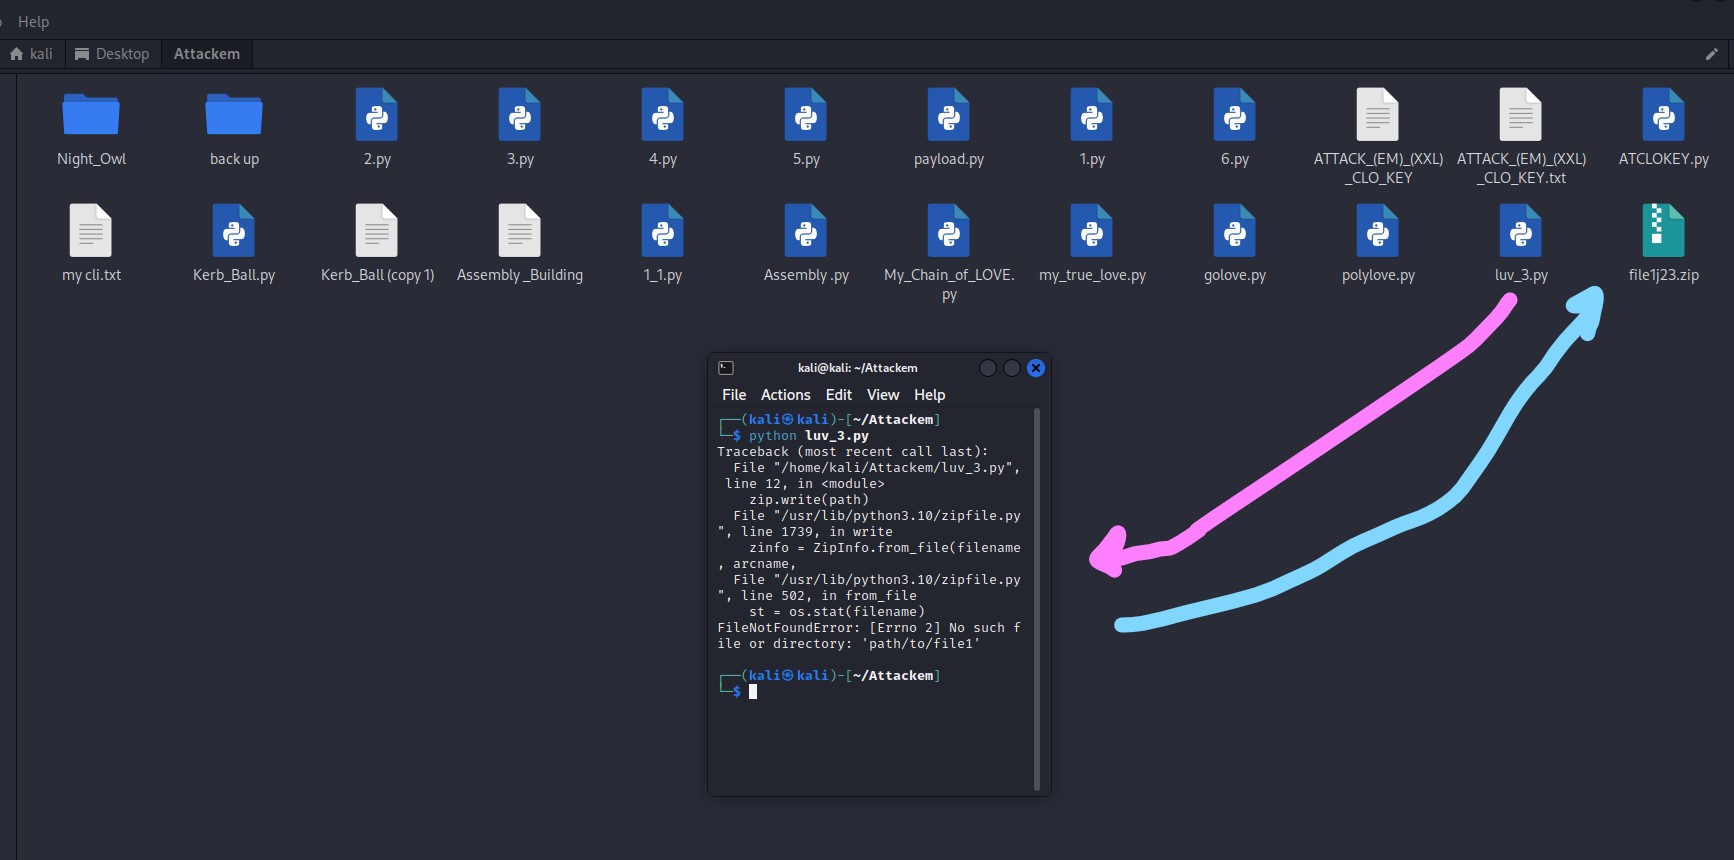 Help
kali Desktop Attackem
Night_Owl back up 2.py 3.py 4.py 5.py payload.py 1.py 6.py ATTACK_(EM)_(XXL) ATTACK_(EM)_(XXL) ATCLOKEY.py
_CLO_KEY _CLO_KEY.txt
my cli.txt Kerb_Ball.py Kerb_Ball (copy 1) Assembly_Building 1_1.py Assembly .py My_Chain_of_LOVE. my_true_love.py golove.py polylove.py luv_3.py file1j23.zip
py
kali@kali: ~/Attackem
File Actions Edit View Help
┌──(kali㉿kali)-[~/Attackem]
└─$ python luv_3.py
Traceback (most recent call last):
File "/home/kali/Attackem/luv_3.py",
line 12, in <module>
zip.write(path)
File "/usr/lib/python3.10/zipfile.py
", line 1739, in write
zinfo = ZipInfo.from_file(filename
, arcname,
File "/usr/lib/python3.10/zipfile.py
", line 502, in from_file
st = os.stat(filename)
FileNotFoundError: [Errno 2] No such f
ile or directory: 'path/to/file1'
┌──(kali㉿kali)-[~/Attackem]
└─$